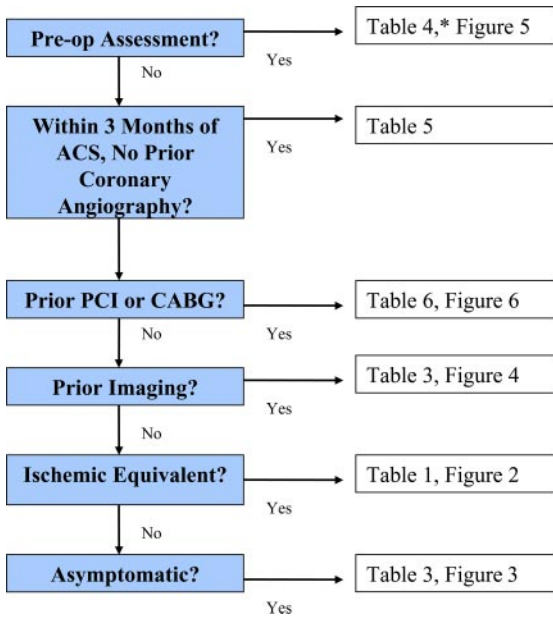 Pre-op Assessment?
Table 4,* Figure 5
No
Yes
Within 3 Months of
ACS, No Prior
Coronary
Angiography?
Table 5
Yes
Prior PCI or CABG?
Table 6, Figure 6
No
Yes
Prior Imaging?
Table 3, Figure 4
No
Yes
Ischemic Equivalent?
Table 1, Figure 2
No
Yes
Asymptomatic?
Table 3, Figure 3
Yes